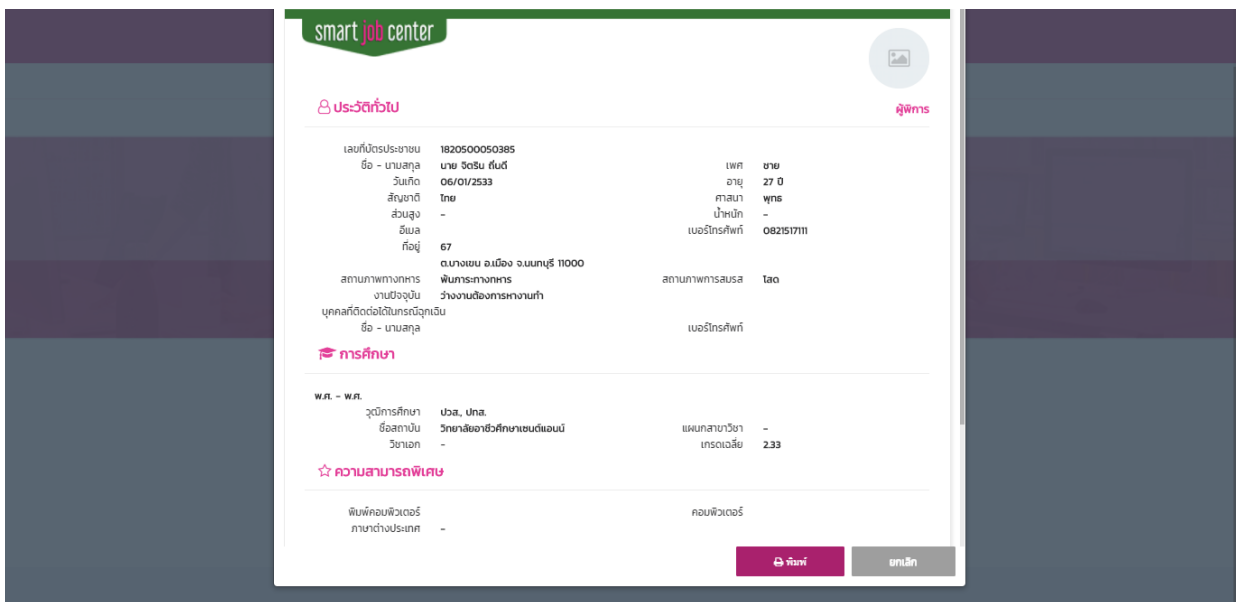 smart job center
ประวัติทั่วไป ผู้พิการ
เลขที่บัตรประชาชน 1820500050385
ชื่อ - นามสกุล นาย จิตริน ถิ่นดี เพศ ชาย
วันเกิด 06/01/2533 อายุ 27 ปี
สัญชาติ ไทย ศาสนา พุทธ
ส่วนสูง - น้ำหนัก -
อีเมล เบอร์โทรศัพท์ 0821517111
ที่อยู่ 67
ต.บางเขน อ.เมือง จ.นนทบุรี 11000
สถานภาพทางทหาร พ้นภาระทางทหาร สถานภาพการสมรส โสด
งานปัจจุบัน ว่างงานต้องการหางานทำ
บุคคลที่ติดต่อได้ในกรณีฉุกเฉิน
ชื่อ - นามสกุล เบอร์โทรศัพท์
การศึกษา
พ.ศ. - พ.ศ.
วุฒิการศึกษา ปวส., ปกส.
ชื่อสถาบัน วิทยาลัยอาชีวศึกษาเซนต์แอนน์ แผนกสาขาวิชา -
วิชาเอก - เกรดเฉลี่ย 2.33
ความสามารถพิเศษ
พิมพ์คอมพิวเตอร์ คอมพิวเตอร์
ภาษาต่างประเทศ -
พิมพ์ ยกเลิก